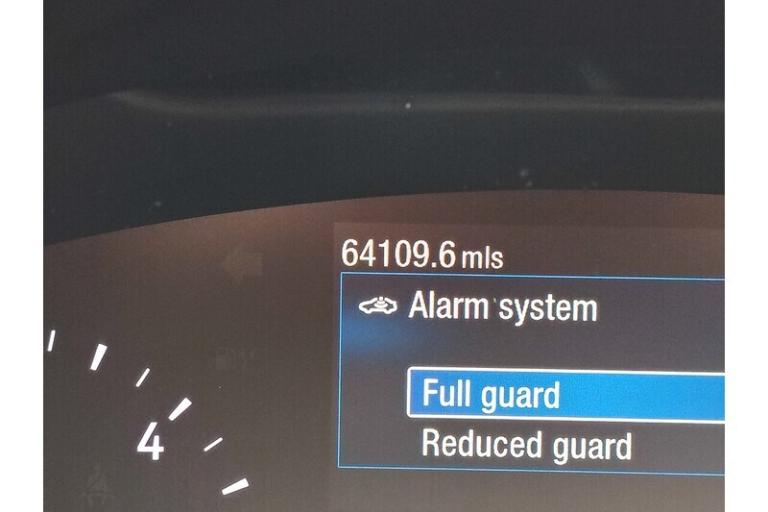 64109.6 mls
Alarm system
Full guard
Reduced guard
4